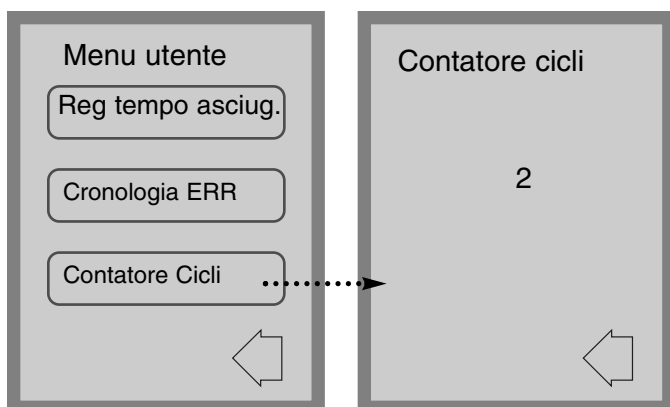 Menu utente
Reg tempo asciug.
Cronologia ERR
Contatore Cicli
Contatore cicli
2